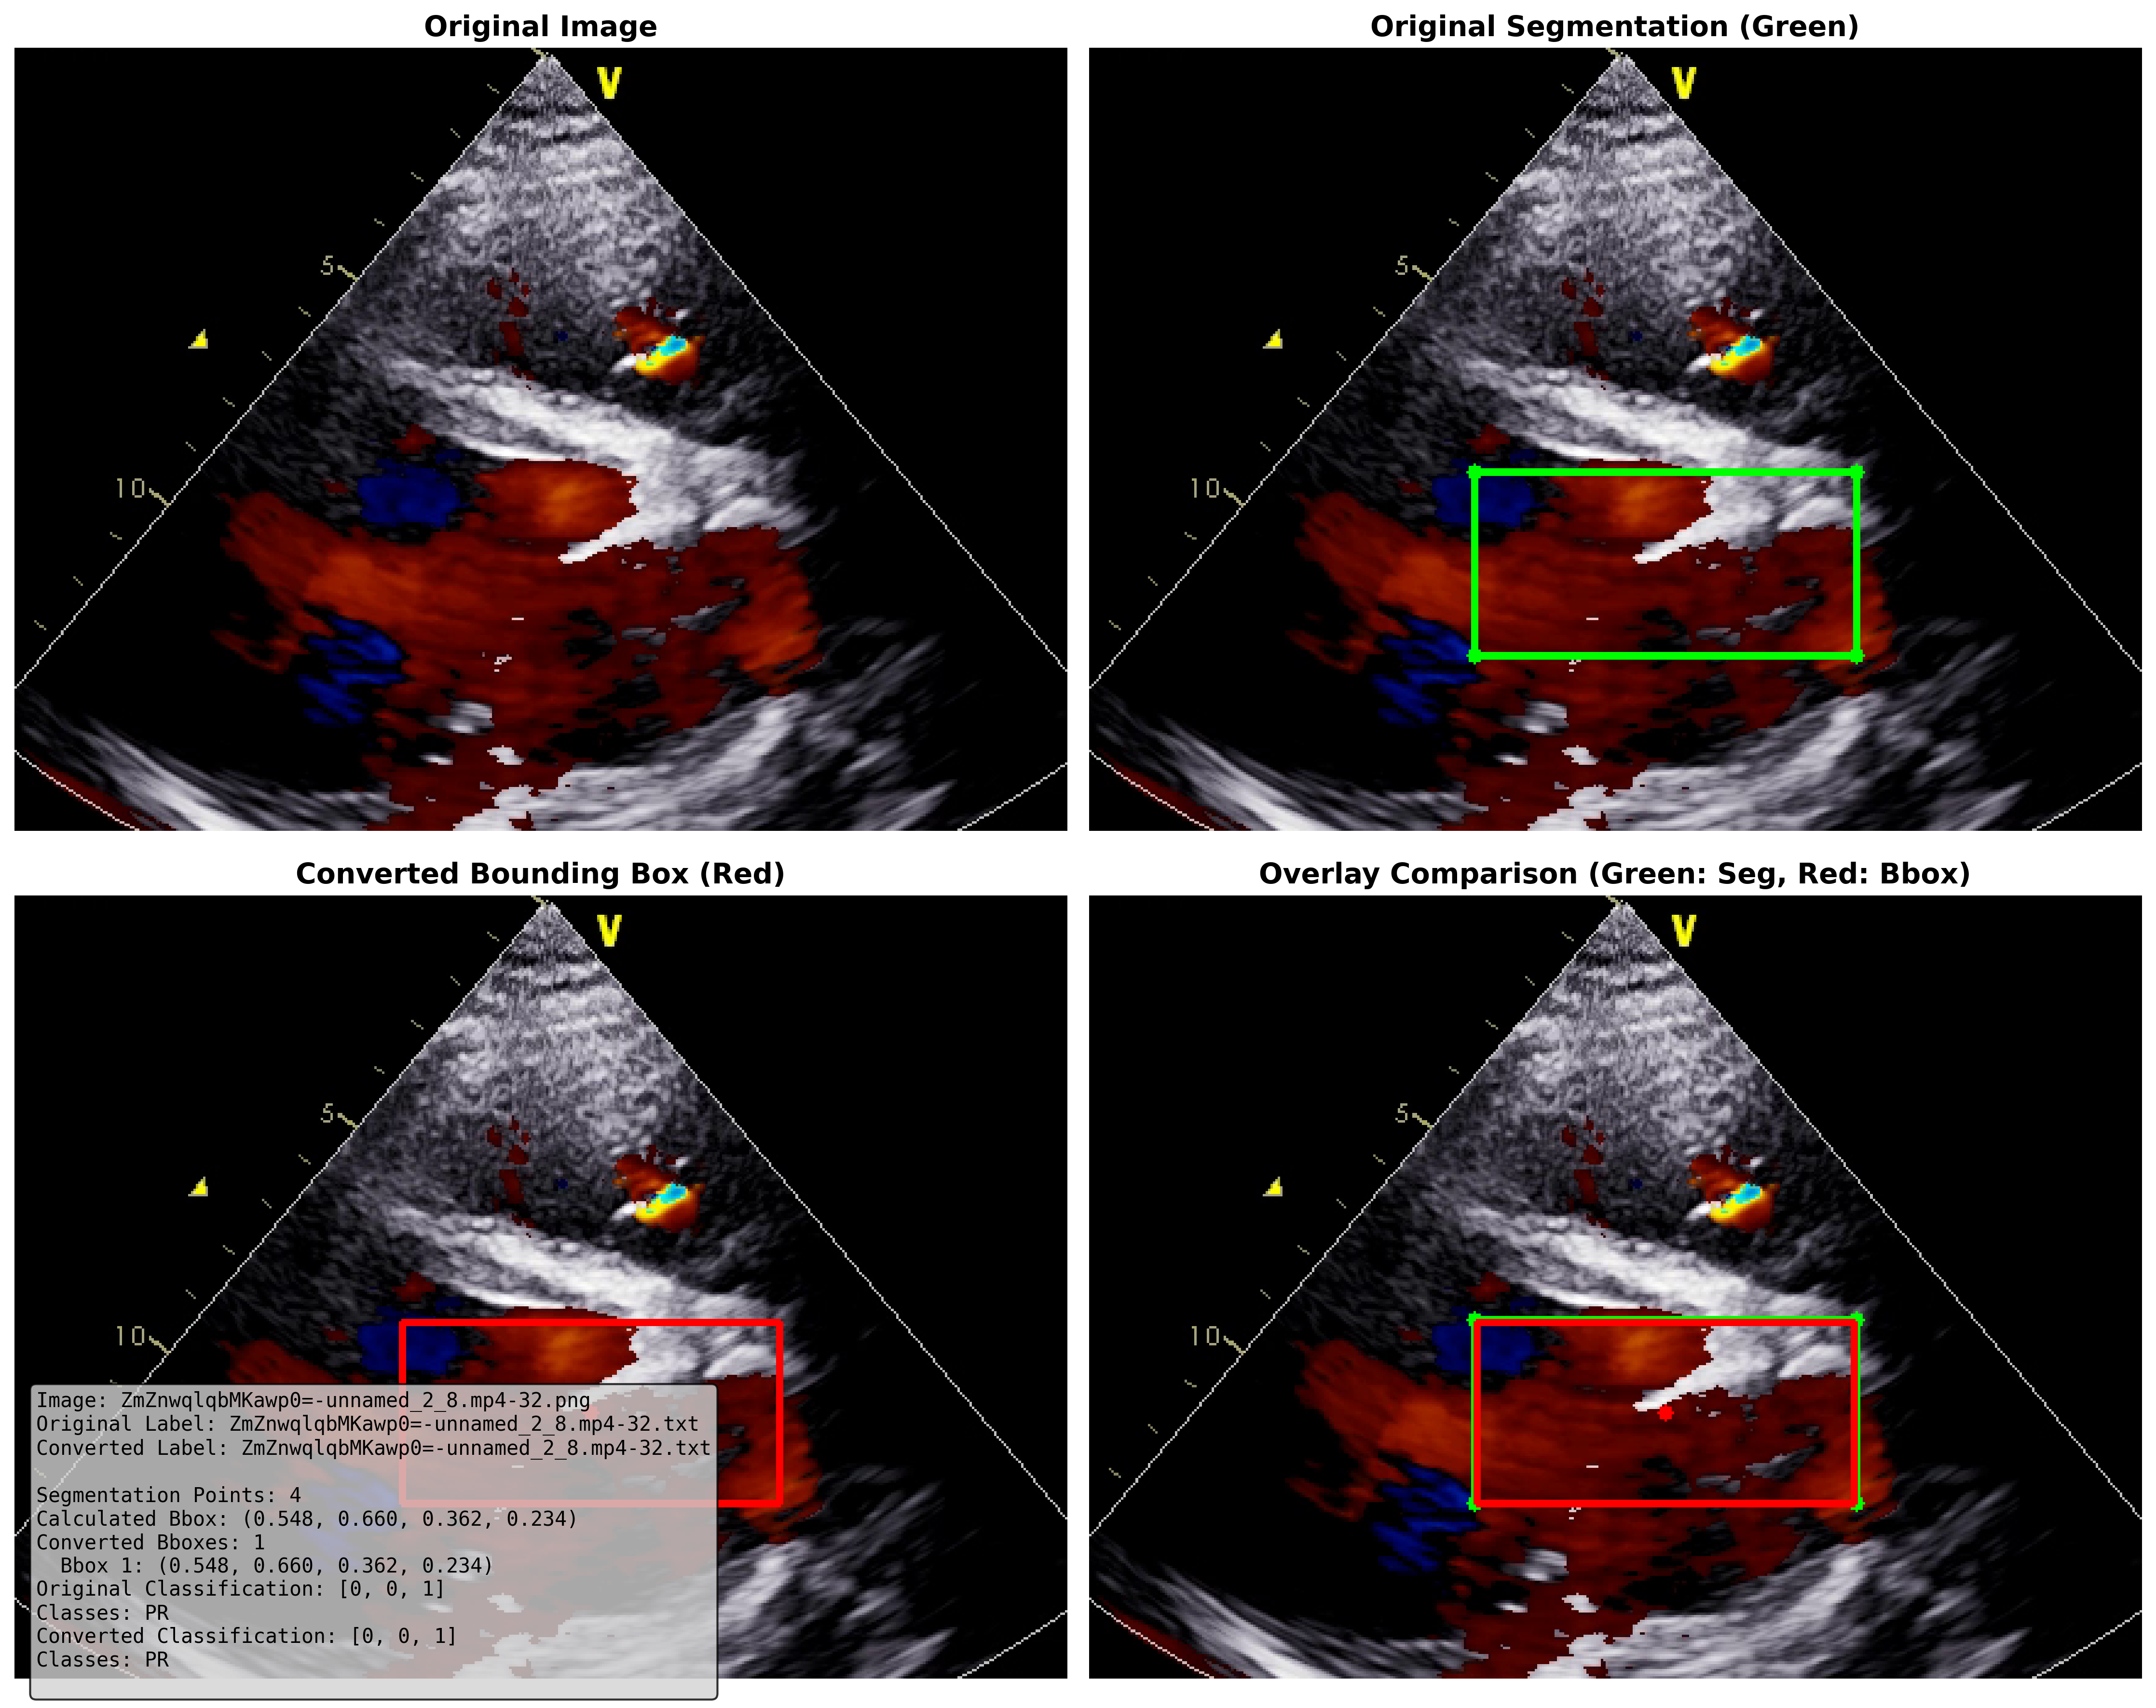 Original Image
Original Segmentation (Green)
V
5
10
V
5
10
Converted Bounding Box (Red)
Overlay Comparison (Green: Seg, Red: Bbox)
V
5
10
V
5
10
Image: ZmZnwqlqbMKawp0=-unnamed_2_8.mp4-32.png
Original Label: ZmZnwqlqbMKawp0=-unnamed_2_8.mp4-32.txt
Converted Label: ZmZnwqlqbMKawp0=-unnamed_2_8.mp4-32.txt
Segmentation Points: 4
Calculated Bbox: (0.548, 0.660, 0.362, 0.234)
Converted Bboxes: 1
Bbox 1: (0.548, 0.660, 0.362, 0.234)
Original Classification: [0, 0, 1]
Classes: PR
Converted Classification: [0, 0, 1]
Classes: PR